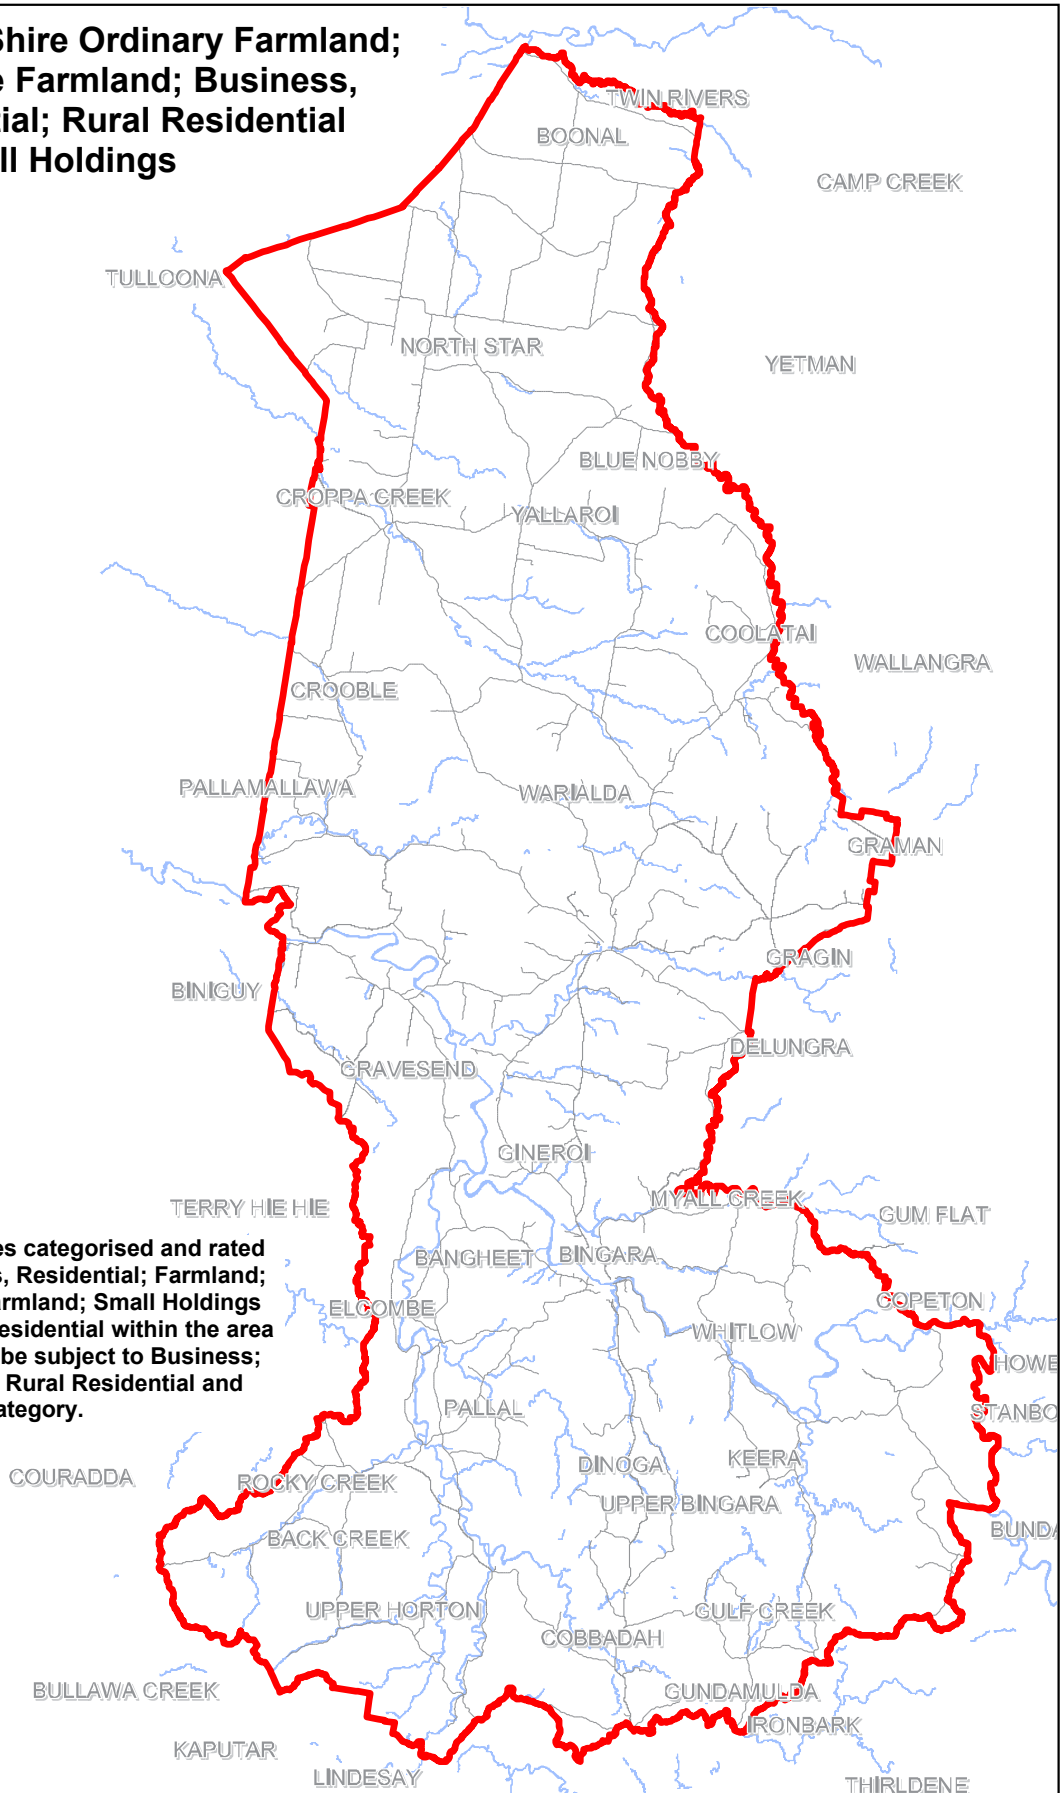 Shire Ordinary Farmland;
e Farmland; Business,
tial; Rural Residential
ll Holdings
TWIN RIVERS
BOONAL
CAMP CREEK
TULLOONA
NORTH STAR
YETMAN
BLUE NOBBY
CROPPA CREEK
YALLAROI
COOLATAI
WALLANGRA
CROOBLE
PALLAMALLAWA
WARIALDA
GRAMAN
GRAGIN
BINIGUY
DELUNGRA
GRAVESEND
GINEROI
MYALL CREEK
TERRY HIE HIE
GUM FLAT
es categorised and rated
s, Residential; Farmland;
armland; Small Holdings
esidential within the area
be subject to Business;
Rural Residential and
ategory.
BANGHEET
BINGARA
COPETON
ELCOMBE
WHITLOW
HOWE
PALLAL
STANBO
COURADDA
ROCKY CREEK
DINOGA
KEERA
UPPER BINGARA
BUNDA
BACK CREEK
UPPER HORTON
GULF CREEK
COBBADAH
BULLAWA CREEK
GUNDAMULDA
IRONBARK
KAPUTAR
LINDESAY
THIRLDENE